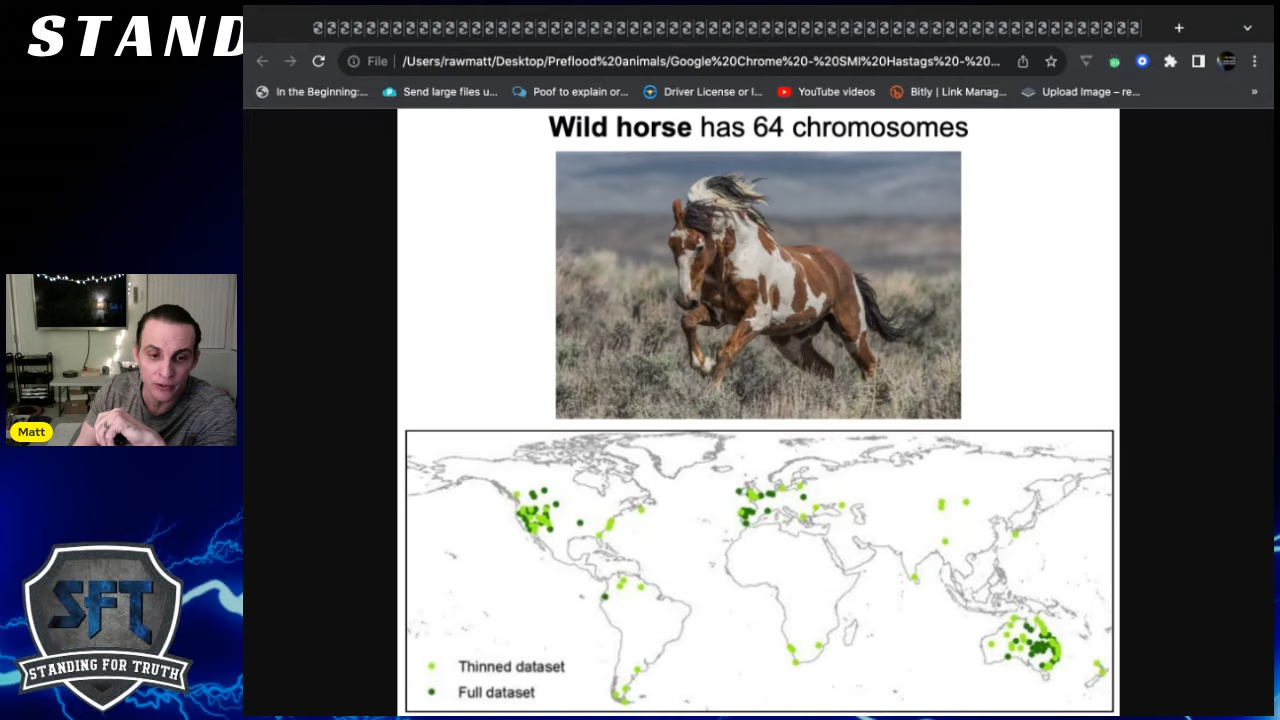 STAND
File
/Users/rawmatt/Desktop/Preflood%20animals/Google%20Chrome%20-%20SMI%20Hastags%20-%20...
In the Beginning:...
Send large files u...
Poof to explain or...
Driver License or I...
YouTube videos
Bitly | Link Manag...
Upload Image – re...
»
Wild horse has 64 chromosomes
Matt
Thinned dataset
Full dataset
SFT
STANDING FOR TRUTH